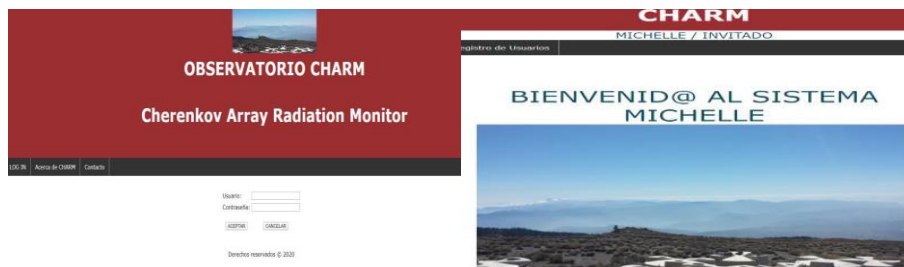 OBSERVATORIO CHARM
Cherenkov Array Radiation Monitor
LOG IN Acerca de CHARM Contacto
Usuario:
Contraseña:
ACEPTAR CANCELAR
Derechos reservados © 2020
CHARM
MICHELLE / INVITADO
egistro de Usuarios
BIENVENID@ AL SISTEMA
MICHELLE